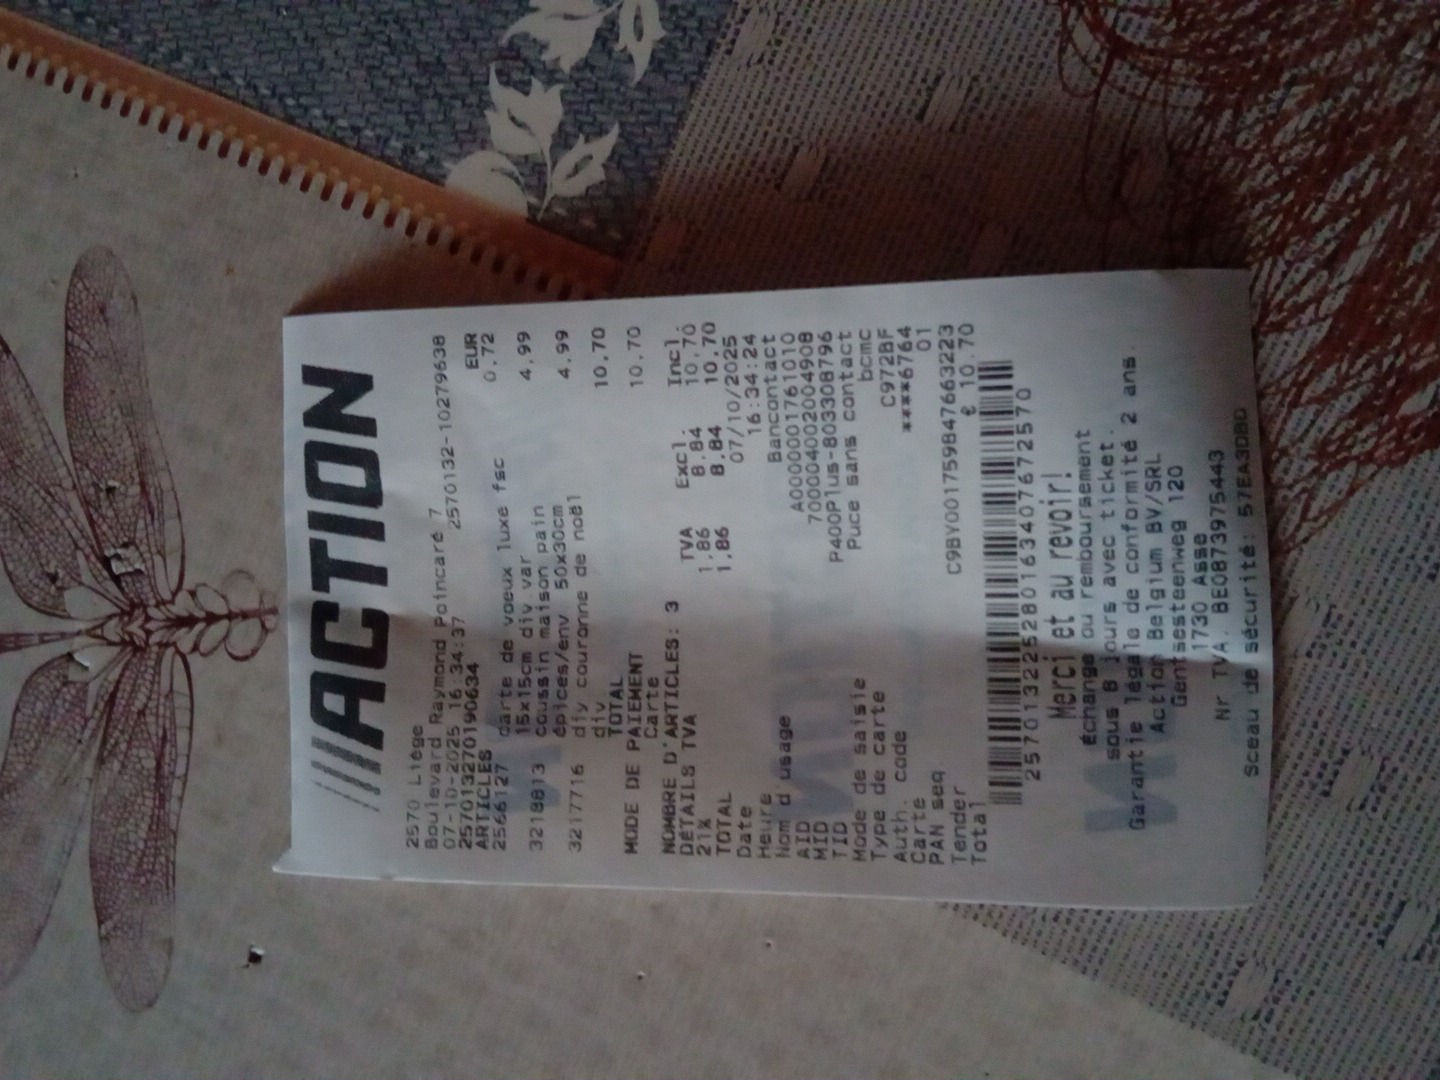 ACTION
2570 Liège
Boulevard Raymond Poincaré 7
07-10-2025 16:34:37 2570132-10279638
2570132701190634
ARTICLES EUR
2566127 carte de voeux luxe fsc 0.72
15x15cm div var
3218813 coussin maison pain 4.99
épices/env 50x30cm
3217716 diy couronne de noël 4.99
div
TOTAL 10.70
MODE DE PAIEMENT
Carte 10.70
NOMBRE D'ARTICLES: 3
DÉTAILS TVA TVA Excl. Incl.
21% 1.86 8.84 10.70
TOTAL 1.86 8.84 10.70
Date 07/10/2025
Heure 16:34:24
Nom d'usage Bancontact
AID A0000001761010
MID 700004002004908
TID P400Plus-803308796
Mode de saisie Puce sans contact
Type de carte bcmc
Auth. code C972BF
Carte ****6764
PAN seq 01
Tender C9BY001759847663223
Total € 10.70
257013225280163407672570
Merci et au revoir!
Échange ou remboursement
sous 8 jours avec ticket.
Garantie légale de conformité 2 ans.
Action Belgium BV/SRL
Gentsesteenweg 120
1730 Asse
Nr TVA. BE0873975443
Sceau de sécurité: 57EA3DBD